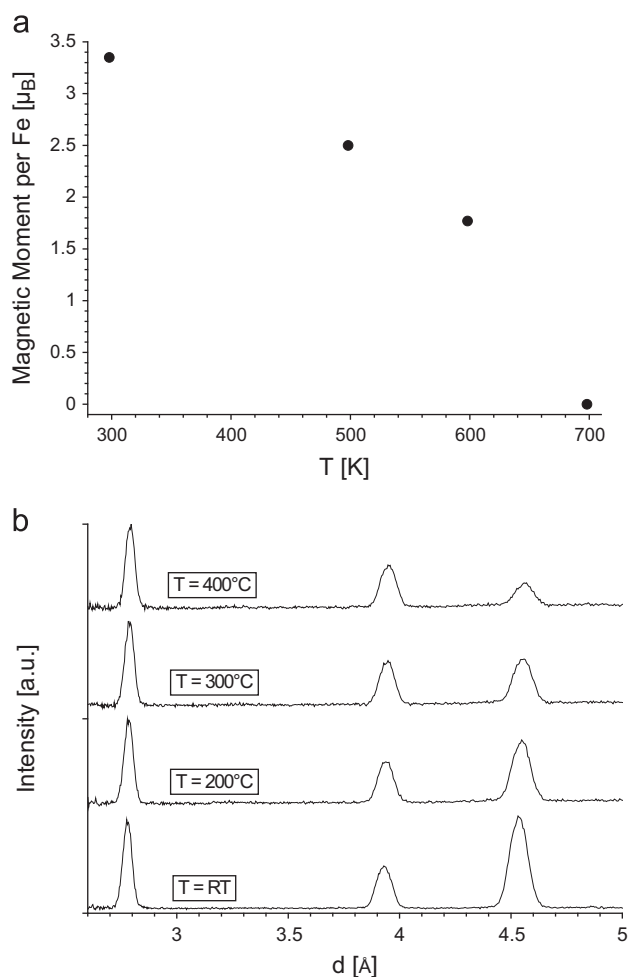 a
Magnetic Moment per Fe [μB]
3.5
3
2.5
2
1.5
1
0.5
0
300
400
500
600
700
T [K]
b
Intensity [a.u.]
T = 400°C
T = 300°C
T = 200°C
T = RT
3
3.5
4
4.5
5
d [Å]